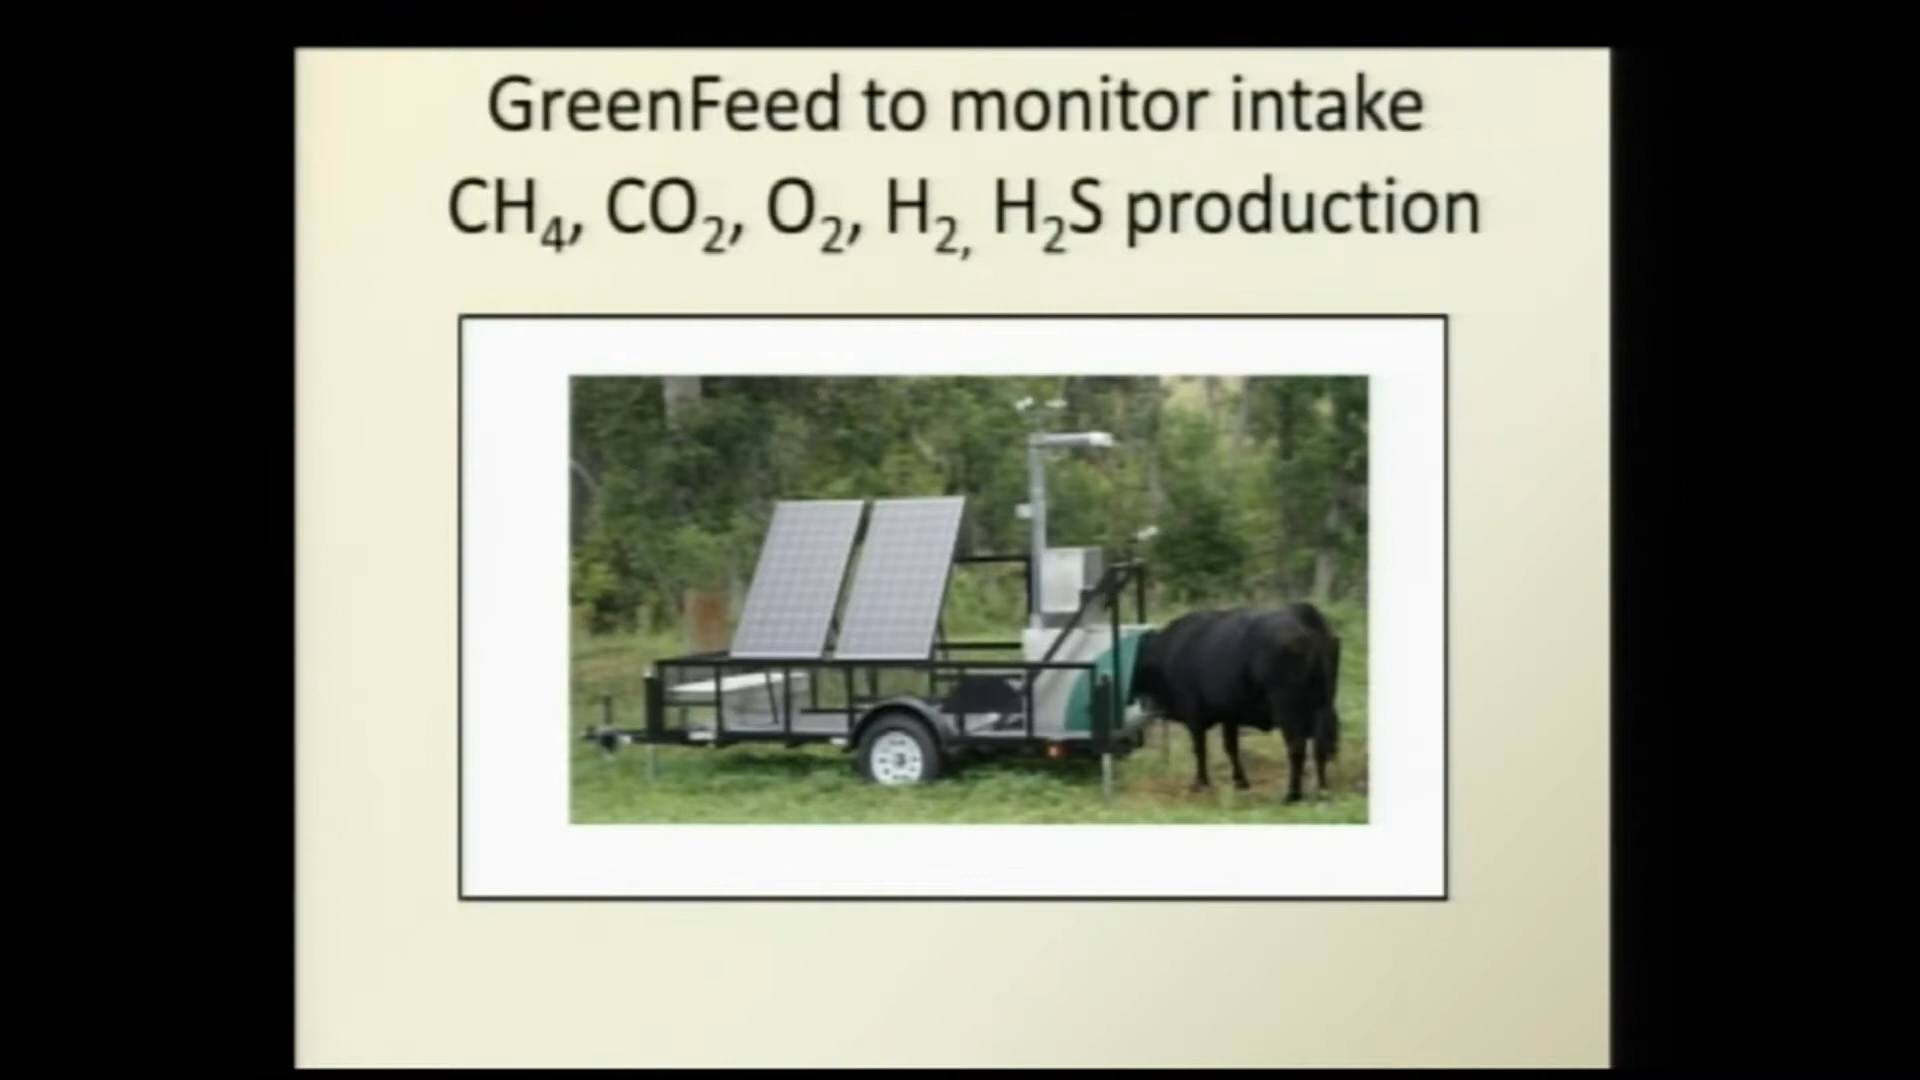 GreenFeed to monitor intake
CH₄, CO₂, O₂, H₂, H₂S production